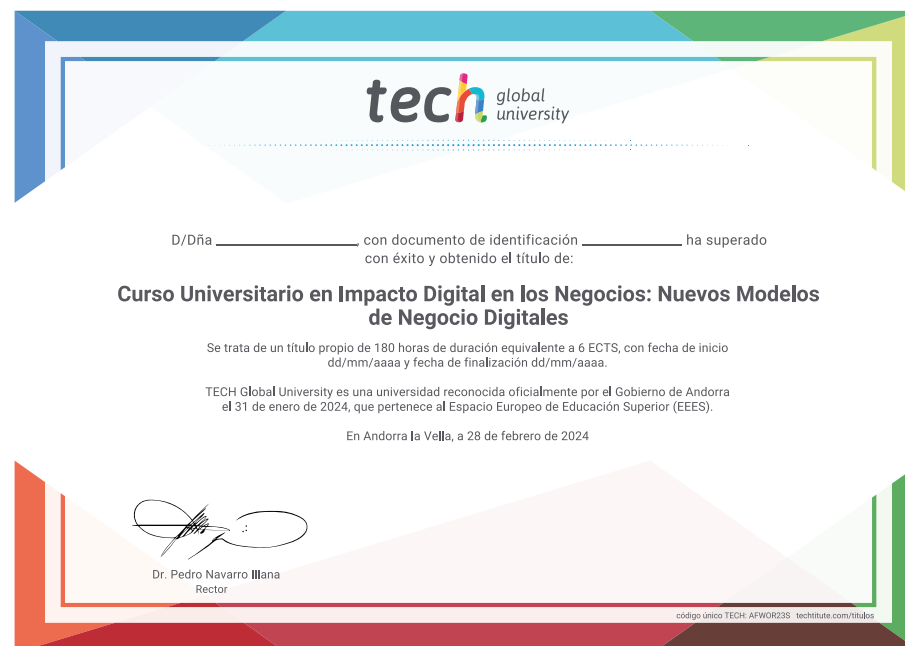 tech global university
D/Dña ____________________, con documento de identificación ______________ ha superado
con éxito y obtenido el título de:
Curso Universitario en Impacto Digital en los Negocios: Nuevos Modelos
de Negocio Digitales
Se trata de un título propio de 180 horas de duración equivalente a 6 ECTS, con fecha de inicio
dd/mm/aaaa y fecha de finalización dd/mm/aaaa.
TECH Global University es una universidad reconocida oficialmente por el Gobierno de Andorra
el 31 de enero de 2024, que pertenece al Espacio Europeo de Educación Superior (EEES).
En Andorra la Vella, a 28 de febrero de 2024
Dr. Pedro Navarro Illana
Rector
código único TECH: AFWOR23S techtitute.com/titulos